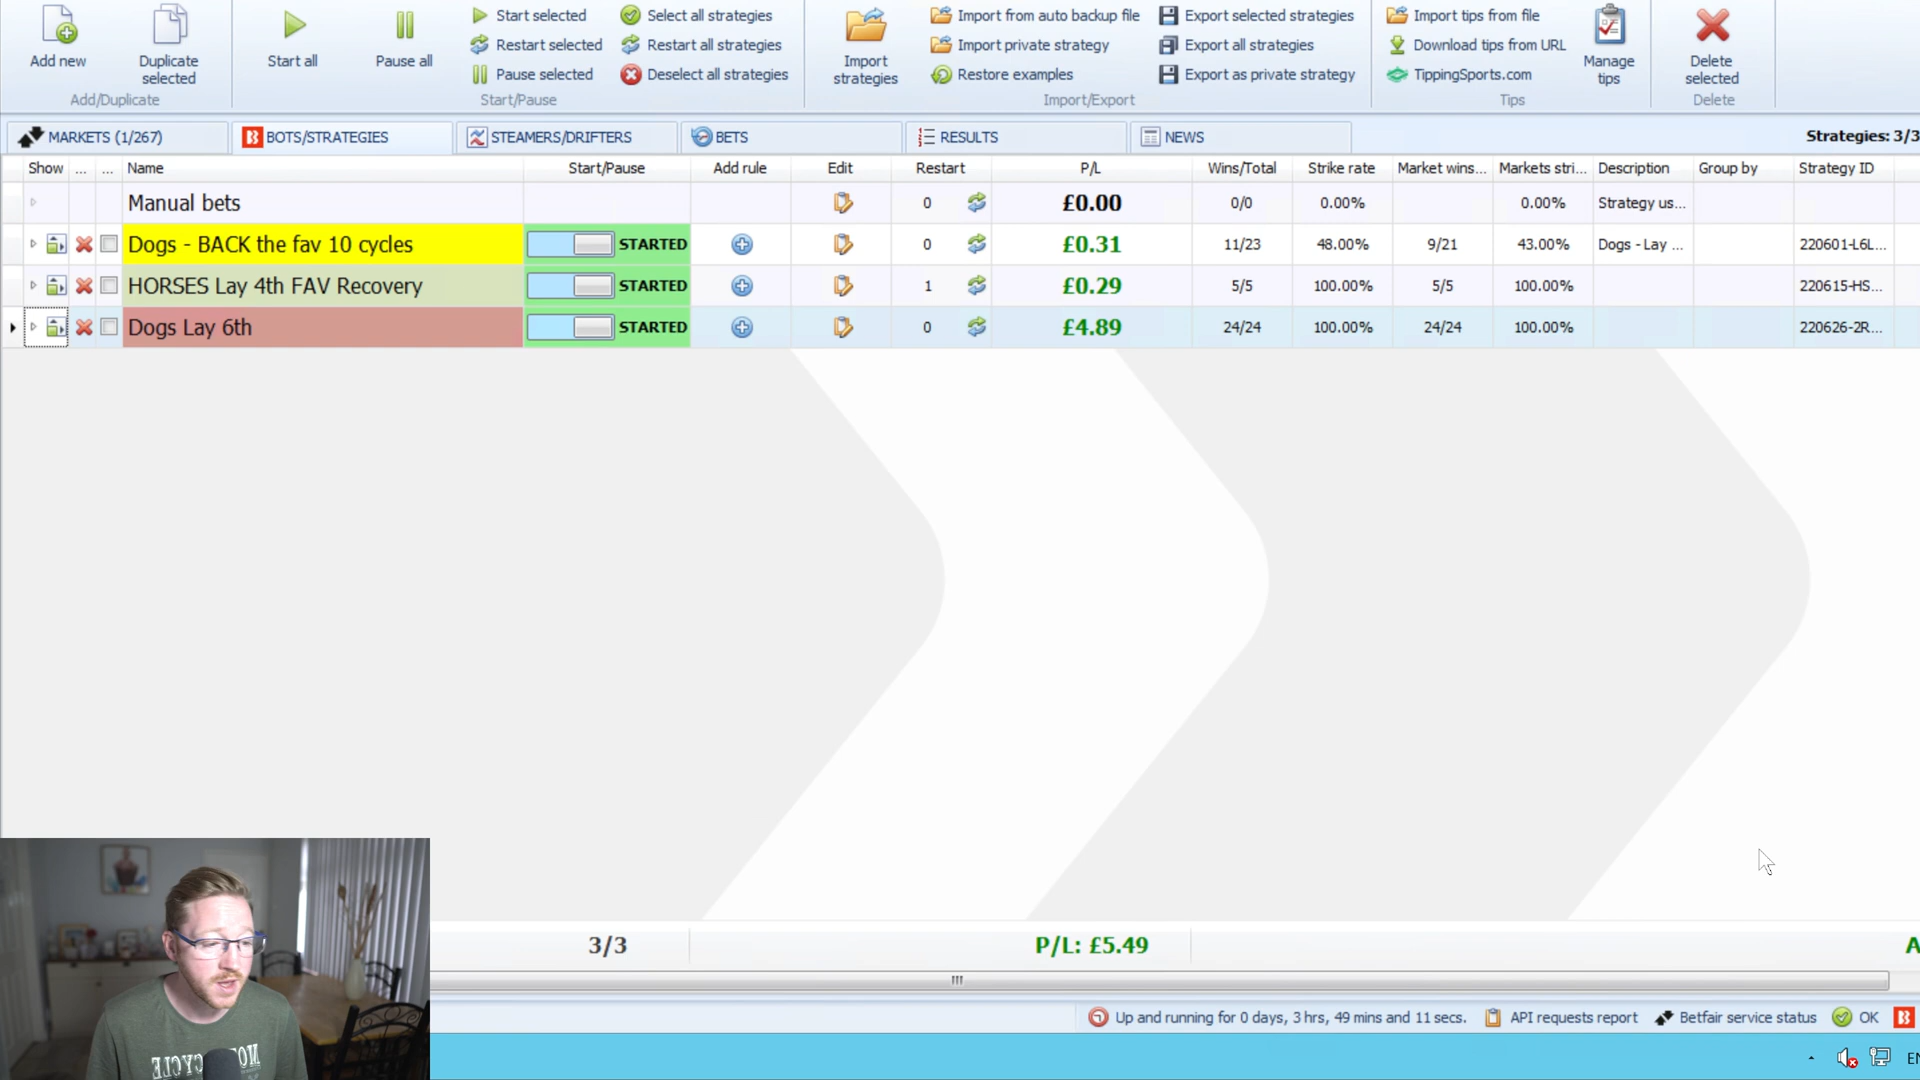 Add new
Duplicate selected
Add/Duplicate
Start all
Pause all
Start selected
Restart selected
Pause selected
Select all strategies
Restart all strategies
Deselect all strategies
Start/Pause
Import strategies
Import from auto backup file
Import private strategy
Restore examples
Export selected strategies
Export all strategies
Export as private strategy
Import/Export
Import tips from file
Download tips from URL
TippingSports.com
Manage tips
Tips
Delete selected
Delete
MARKETS (1/267)
BOTS/STRATEGIES
STEAMERS/DRIFTERS
BETS
RESULTS
NEWS
Strategies: 3/3
Show ... ... Name Start/Pause Add rule Edit Restart P/L Wins/Total Strike rate Market wins... Markets stri... Description Group by Strategy ID
Manual bets 0 £0.00 0/0 0.00% 0.00% Strategy us...
Dogs - BACK the fav 10 cycles STARTED 0 £0.31 11/23 48.00% 9/21 43.00% Dogs - Lay ... 220601-L6L...
HORSES Lay 4th FAV Recovery STARTED 1 £0.29 5/5 100.00% 5/5 100.00% 220615-HS...
Dogs Lay 6th STARTED 0 £4.89 24/24 100.00% 24/24 100.00% 220626-2R...
3/3 P/L: £5.49 A
Up and running for 0 days, 3 hrs, 49 mins and 11 secs. API requests report Betfair service status OK
EN